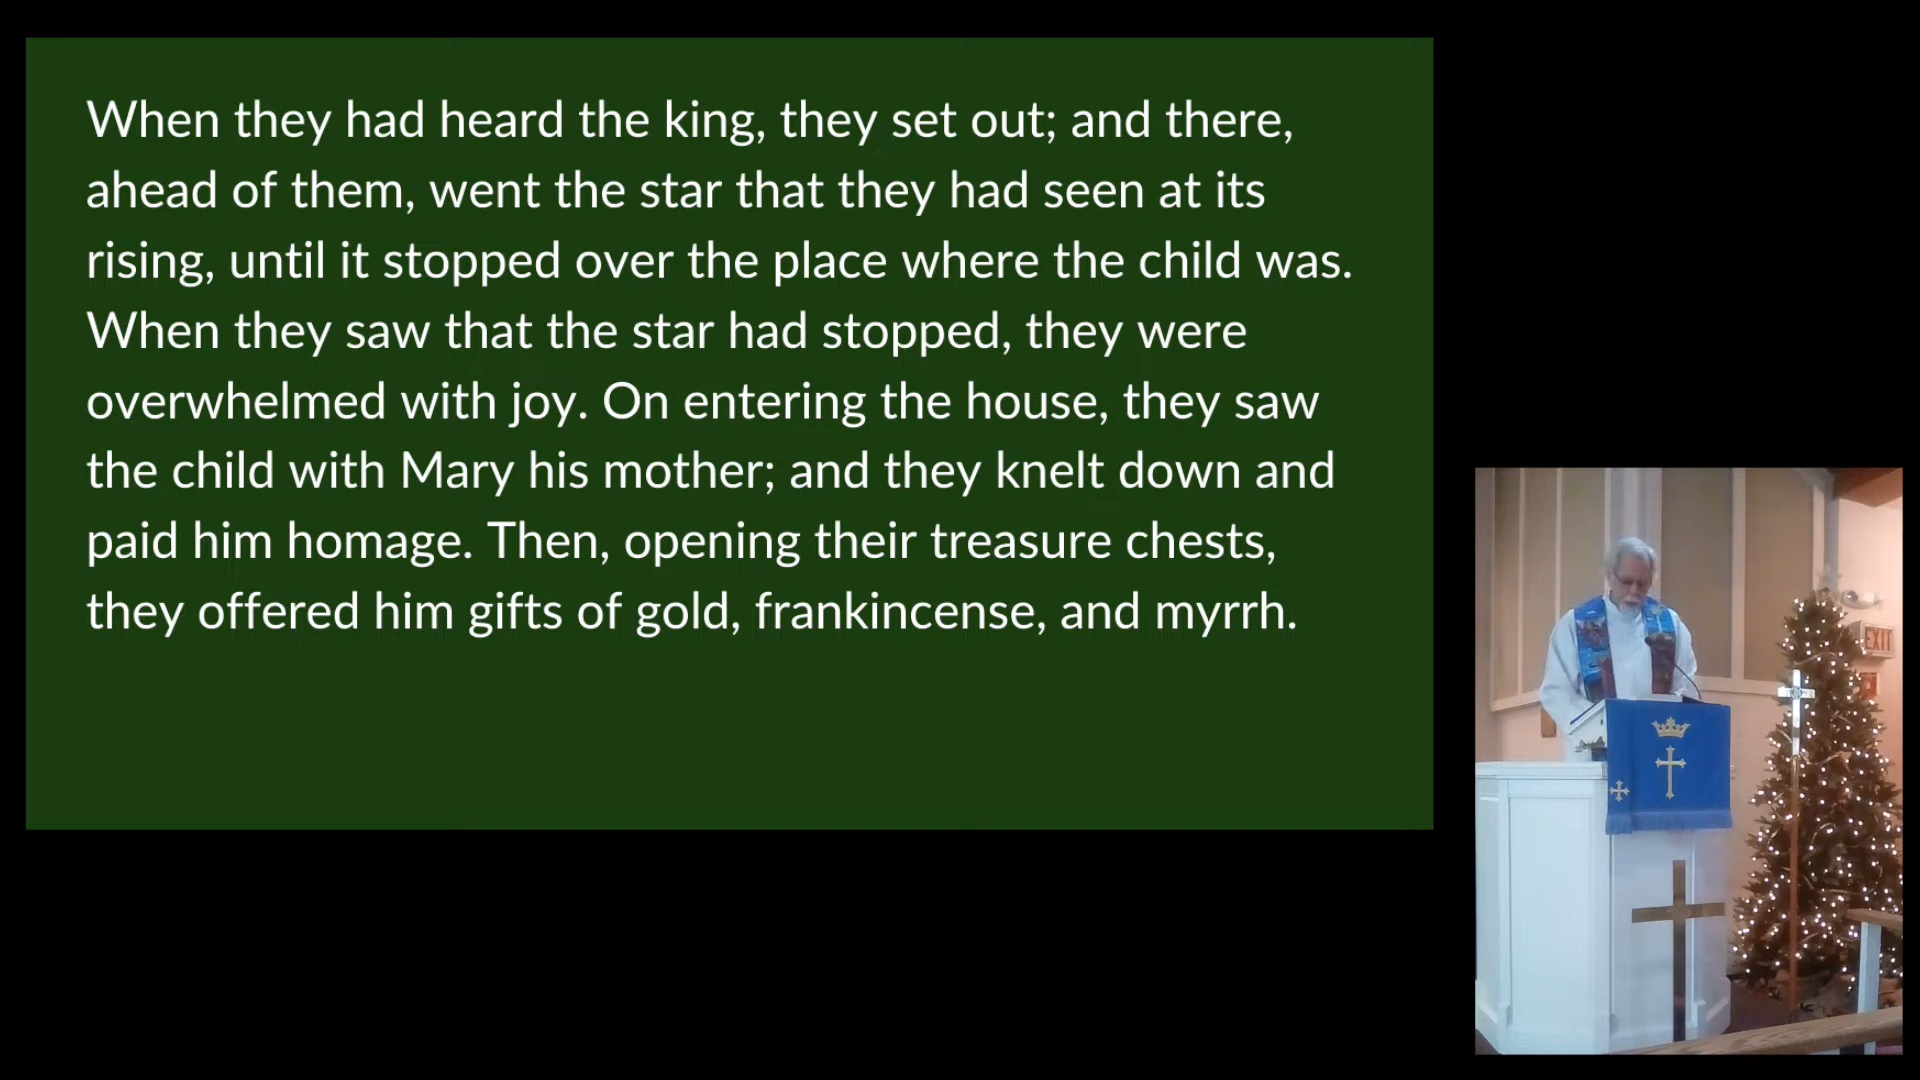 When they had heard the king, they set out; and there,
ahead of them, went the star that they had seen at its
rising, until it stopped over the place where the child was.
When they saw that the star had stopped, they were
overwhelmed with joy. On entering the house, they saw
the child with Mary his mother; and they knelt down and
paid him homage. Then, opening their treasure chests,
they offered him gifts of gold, frankincense, and myrrh.
EXIT